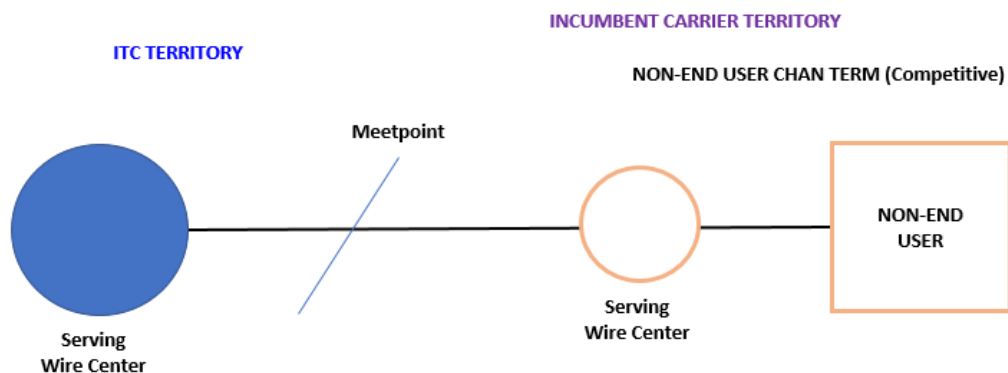 INCUMBENT CARRIER TERRITORY
ITC TERRITORY
NON-END USER CHAN TERM (Competitive)
Meetpoint
NON-END
USER
Serving
Wire Center
Serving
Wire Center